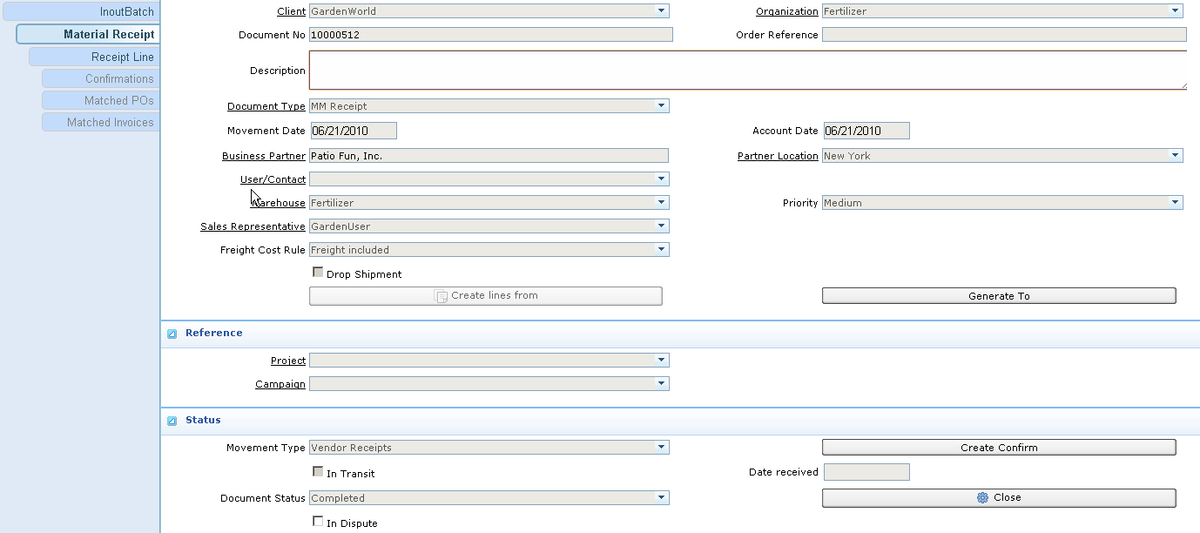 InoutBatch
Material Receipt
Receipt Line
Confirmations
Matched POs
Matched Invoices
Client GardenWorld Organization Fertilizer
Document No 10000512 Order Reference
Description
Document Type MM Receipt
Movement Date 06/21/2010 Account Date 06/21/2010
Business Partner Patio Fun, Inc. Partner Location New York
User/Contact
Warehouse Fertilizer Priority Medium
Sales Representative GardenUser
Freight Cost Rule Freight included
Drop Shipment
Create lines from Generate To
Reference
Project
Campaign
Status
Movement Type Vendor Receipts Create Confirm
In Transit Date received
Document Status Completed Close
In Dispute